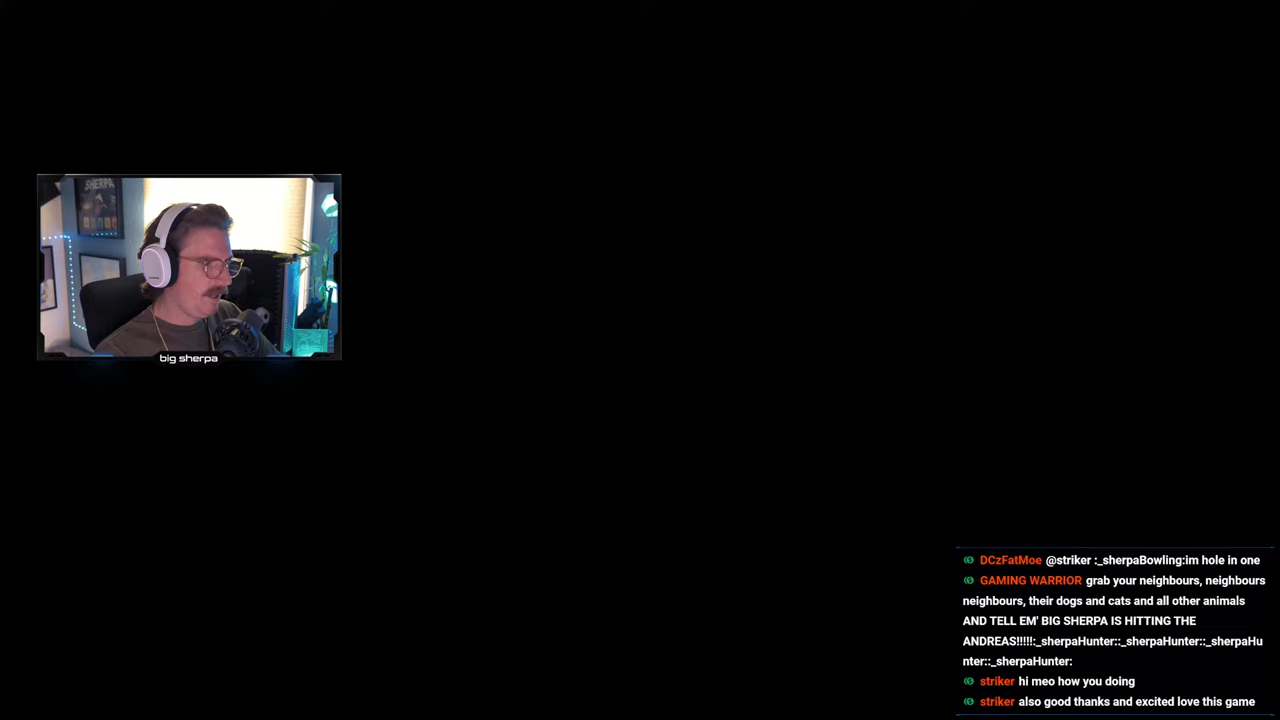 SHERPA
big sherpa
DCzFatMoe @striker :_sherpaBowling:im hole in one
GAMING WARRIOR grab your neighbours, neighbours
neighbours, their dogs and cats and all other animals
AND TELL EM' BIG SHERPA IS HITTING THE
ANDREAS!!!!!:_sherpaHunter::_sherpaHunter::_sherpaHu
nter::_sherpaHunter:
striker hi meo how you doing
striker also good thanks and excited love this game